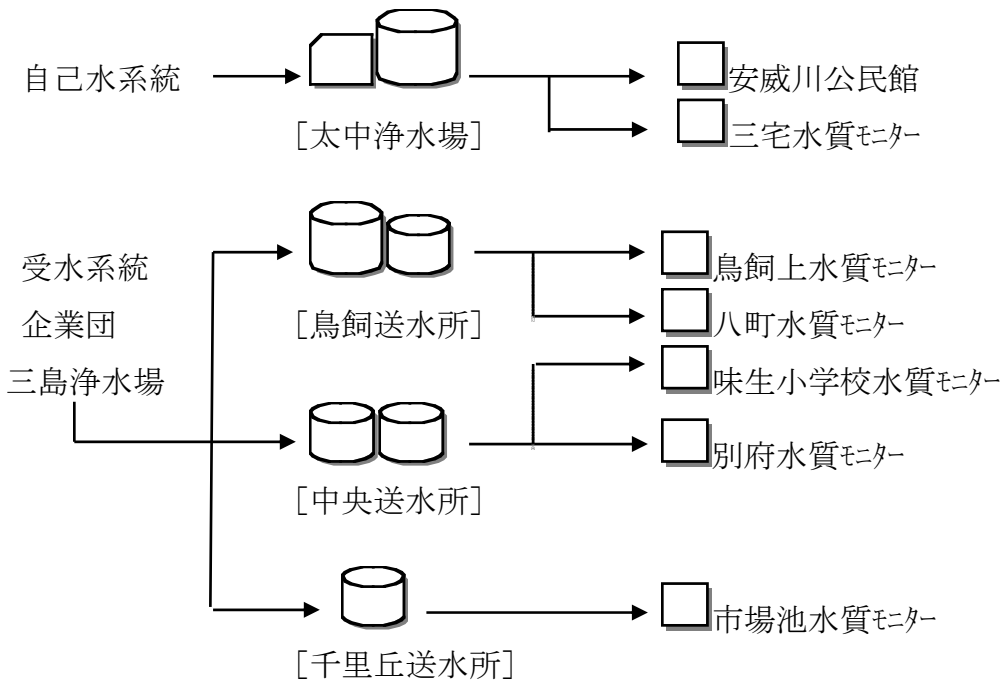 自己水系統
安威川公民館
[太中浄水場]
三宅水質ﾓﾆﾀｰ
受水系統
鳥飼上水質ﾓﾆﾀｰ
企業団
[鳥飼送水所]
八町水質ﾓﾆﾀｰ
三島浄水場
味生小学校水質ﾓﾆﾀｰ
別府水質ﾓﾆﾀｰ
[中央送水所]
市場池水質ﾓﾆﾀｰ
[千里丘送水所]